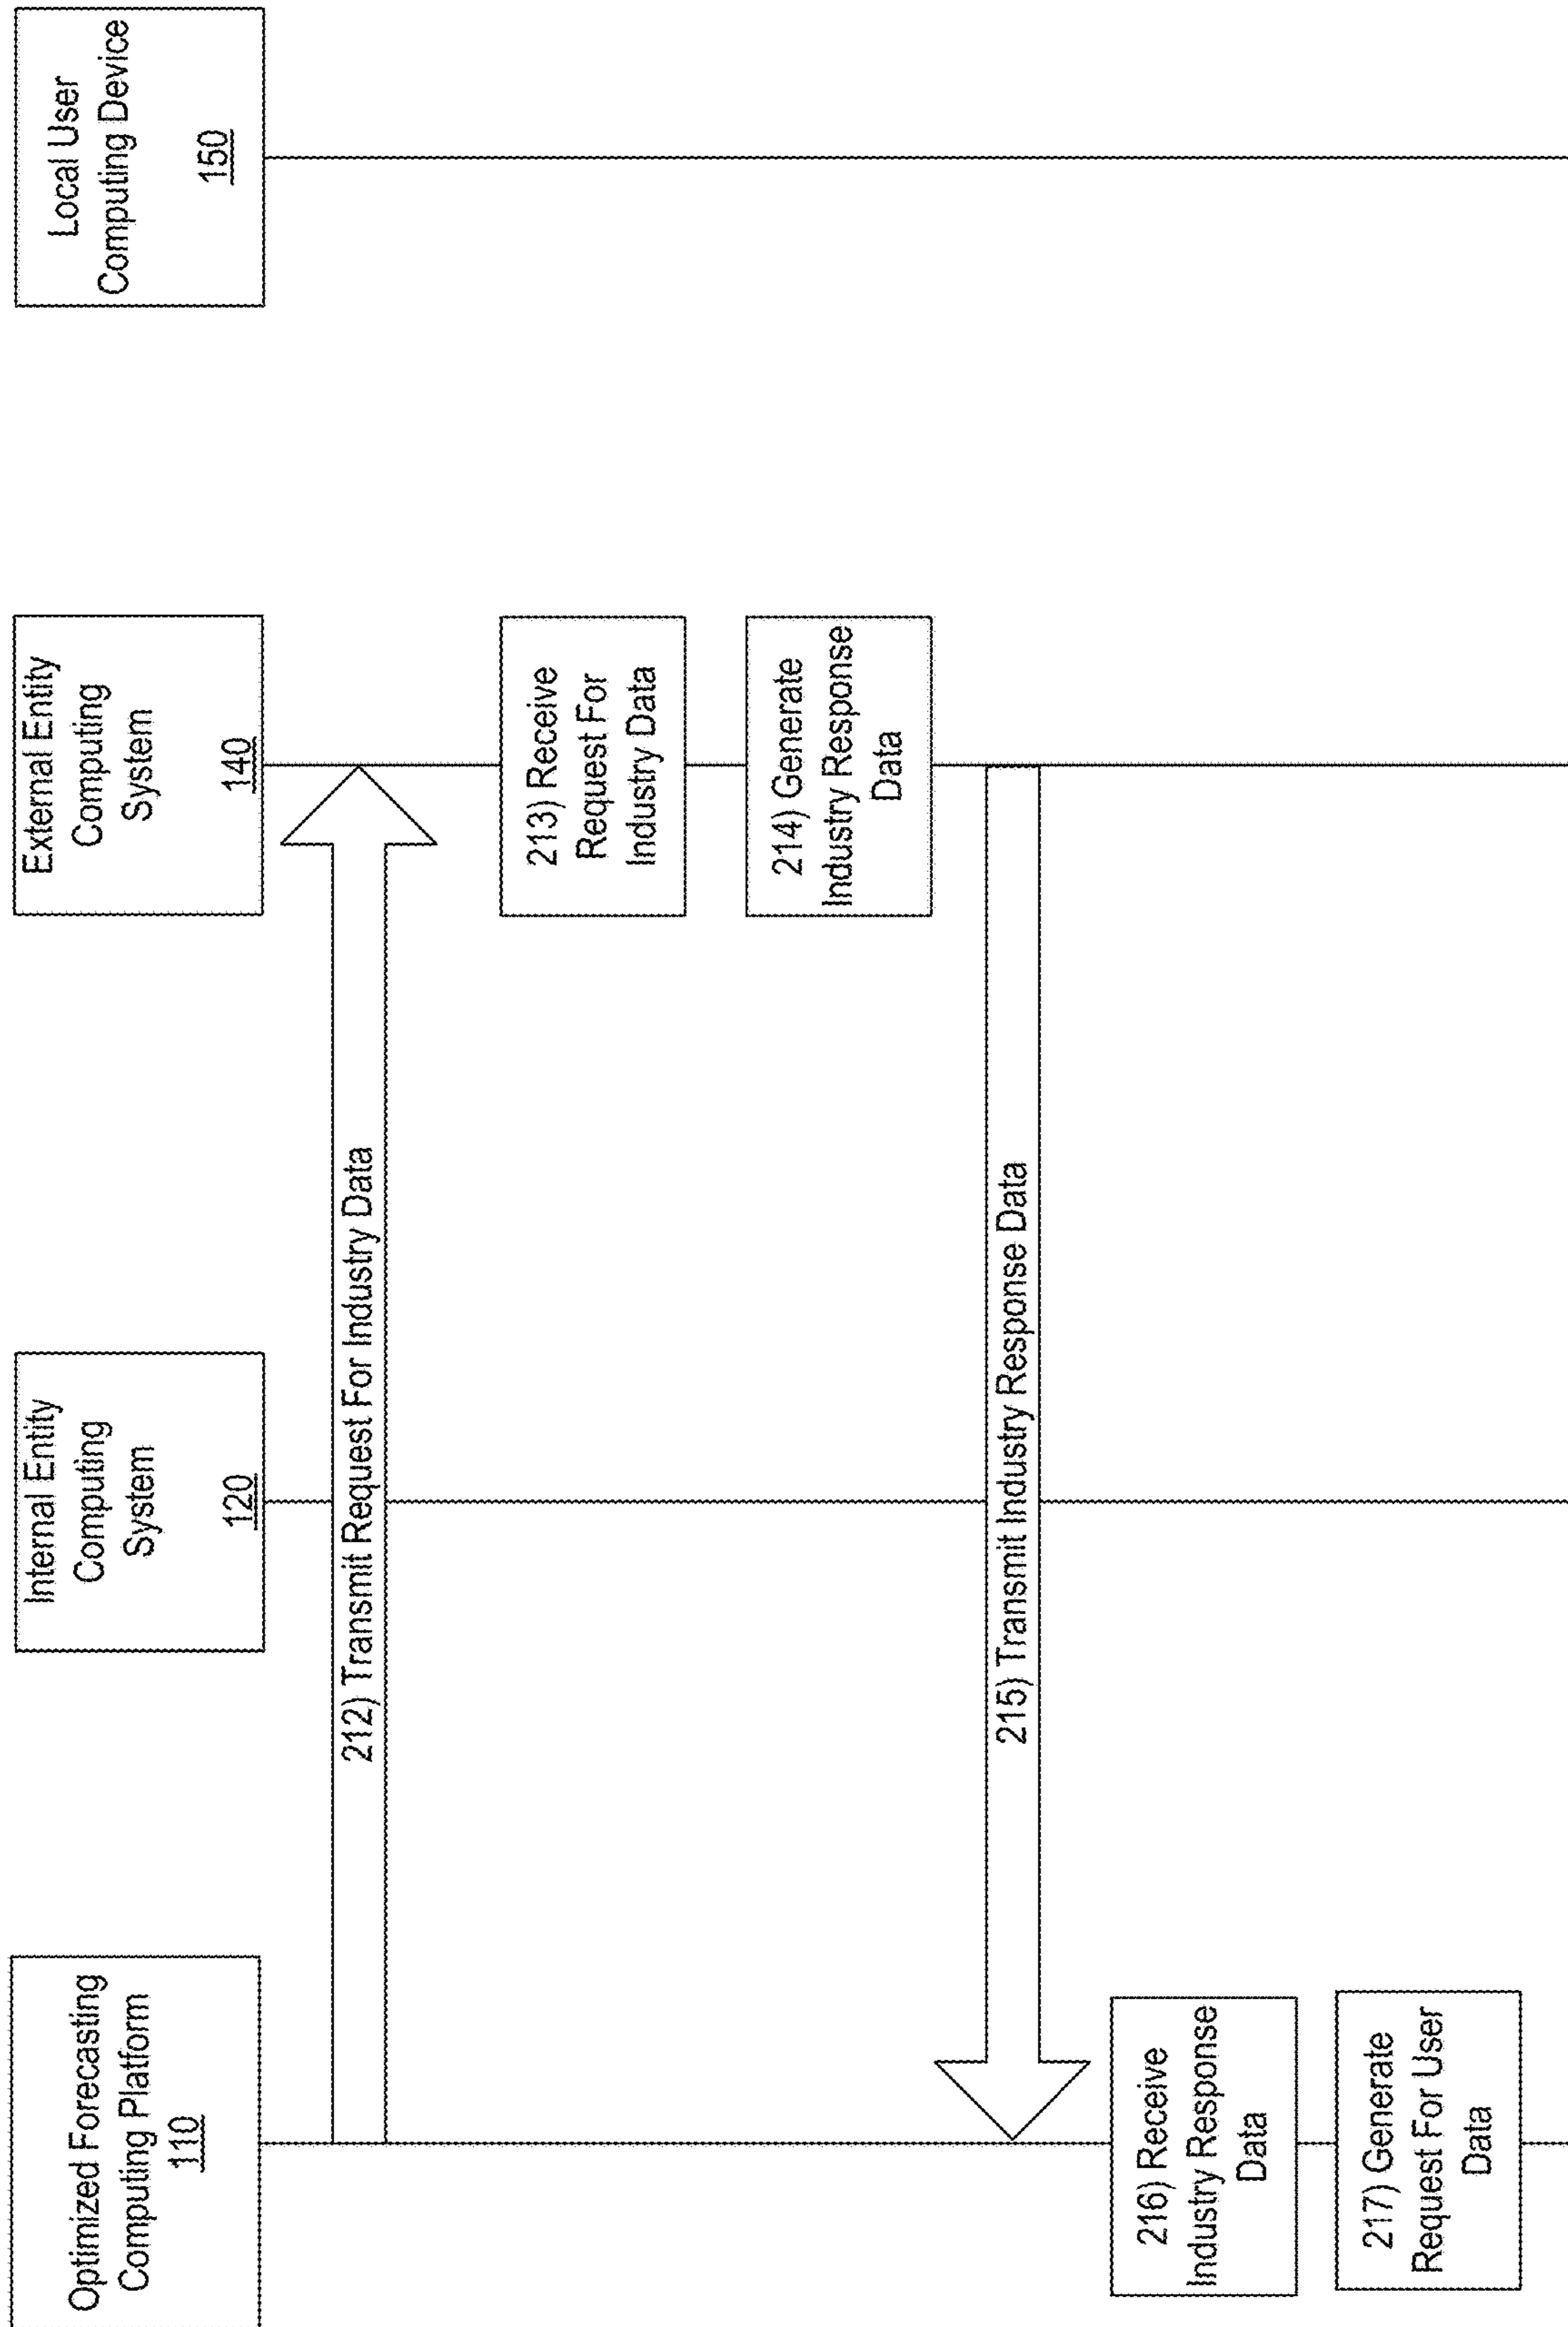 Optimized Forecasting
Computing Platform
110
Internal Entity
Computing
System
120
External Entity
Computing
System
140
Local User
Computing Device
150
212) Transmit Request For Industry Data
213) Receive
Request For
Industry Data
214) Generate
Industry Response
Data
215) Transmit Industry Response Data
216) Receive
Industry Response
Data
217) Generate
Request For User
Data